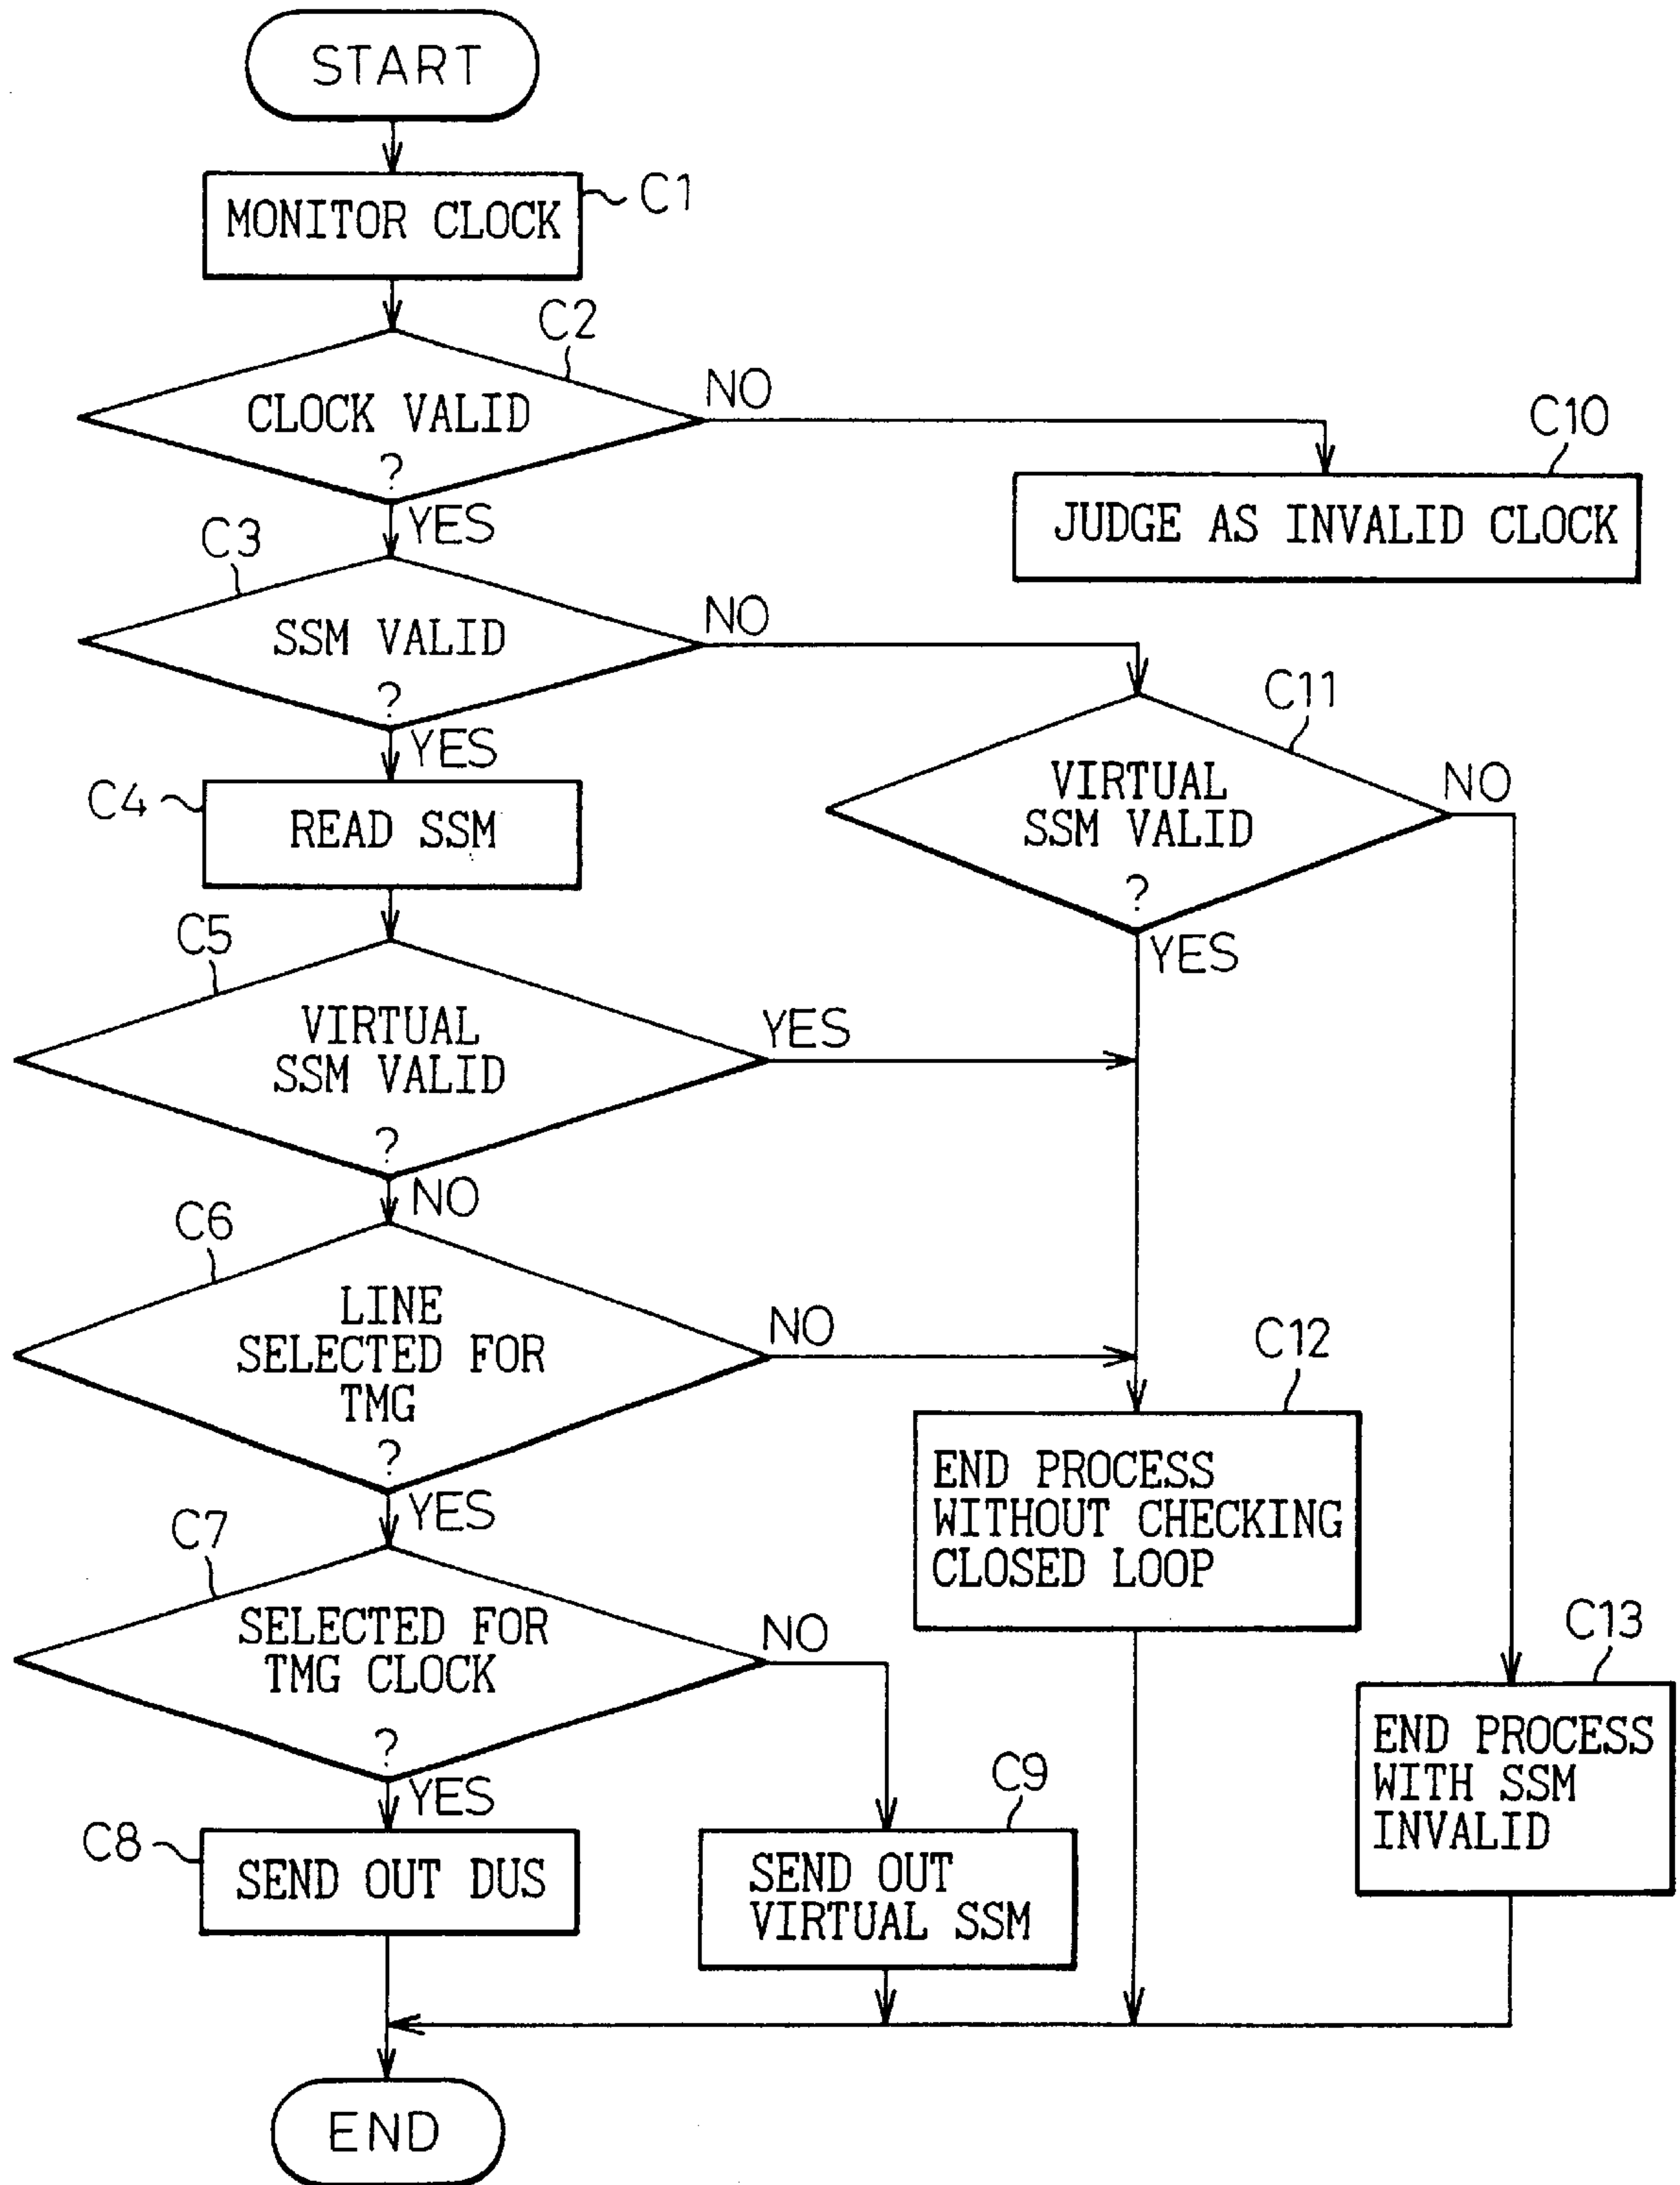 START
MONITOR CLOCK
C1
C2
CLOCK VALID
?
NO
YES
C10
JUDGE AS INVALID CLOCK
C3
SSM VALID
?
NO
YES
C11
VIRTUAL
SSM VALID
?
NO
YES
C4
READ SSM
C5
VIRTUAL
SSM VALID
?
YES
NO
C6
LINE
SELECTED FOR
TMG
?
NO
YES
C12
END PROCESS
WITHOUT CHECKING
CLOSED LOOP
C7
SELECTED FOR
TMG CLOCK
?
NO
YES
C13
END PROCESS
WITH SSM
INVALID
C8
SEND OUT DUS
C9
SEND OUT
VIRTUAL SSM
END